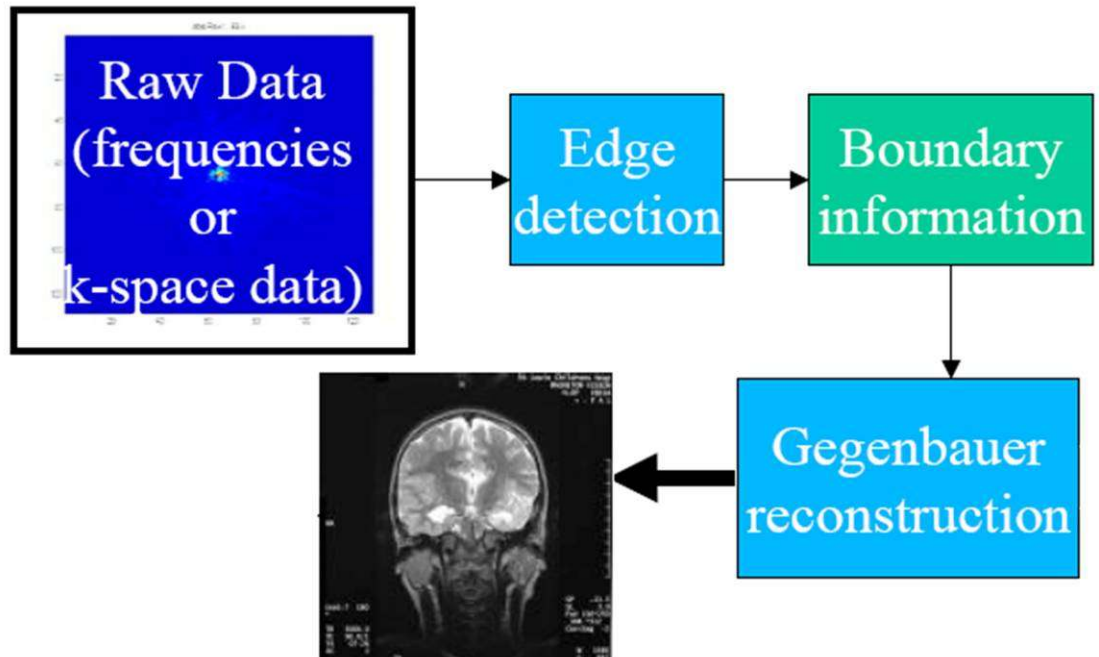 Raw Data
(frequencies
or
k-space data)
Edge
detection
Boundary
information
Gegenbauer
reconstruction